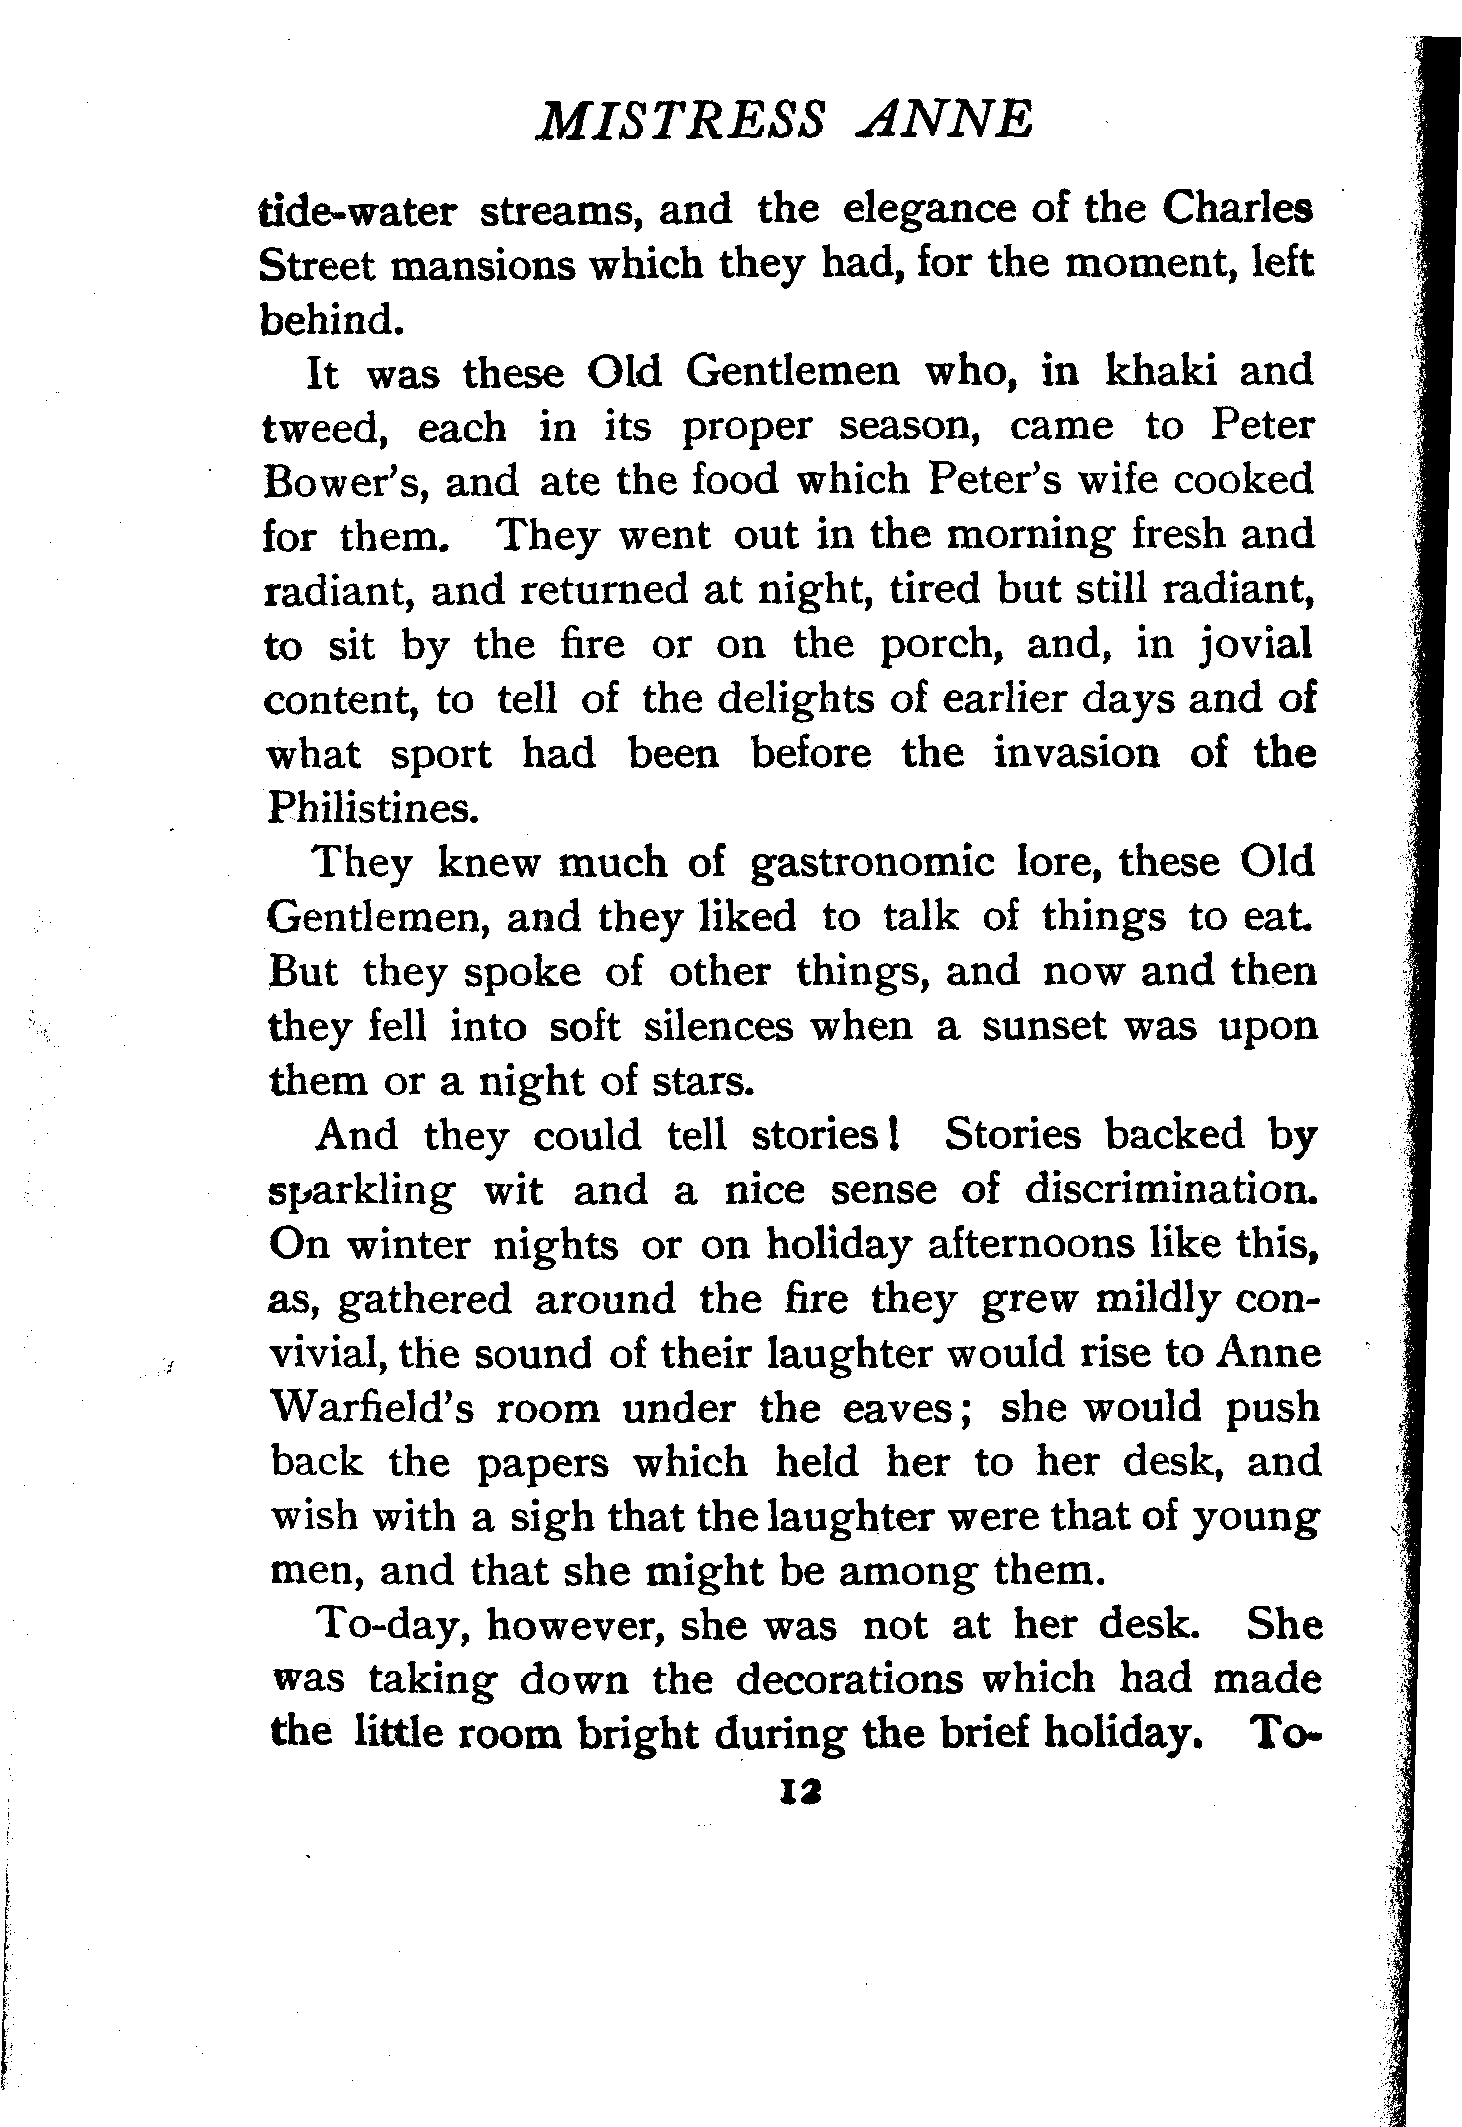 MISTRESS ANNE
tide-water streams, and the elegance of the Charles
Street mansions which they had, for the moment, left
behind.
It was these Old Gentlemen who, in khaki and
tweed, each in its proper season, came to Peter
Bower's, and ate the food which Peter's wife cooked
for them. They went out in the morning fresh and
radiant, and returned at night, tired but still radiant,
to sit by the fire or on the porch, and, in jovial
content, to tell of the delights of earlier days and of
what sport had been before the invasion of the
Philistines.
They knew much of gastronomic lore, these Old
Gentlemen, and they liked to talk of things to eat.
But they spoke of other things, and now and then
they fell into soft silences when a sunset was upon
them or a night of stars.
And they could tell stories! Stories backed by
sparkling wit and a nice sense of discrimination.
On winter nights or on holiday afternoons like this,
as, gathered around the fire they grew mildly con-
vivial, the sound of their laughter would rise to Anne
Warfield's room under the eaves; she would push
back the papers which held her to her desk, and
wish with a sigh that the laughter were that of young
men, and that she might be among them.
To-day, however, she was not at her desk. She
was taking down the decorations which had made
the little room bright during the brief holiday. To-
12